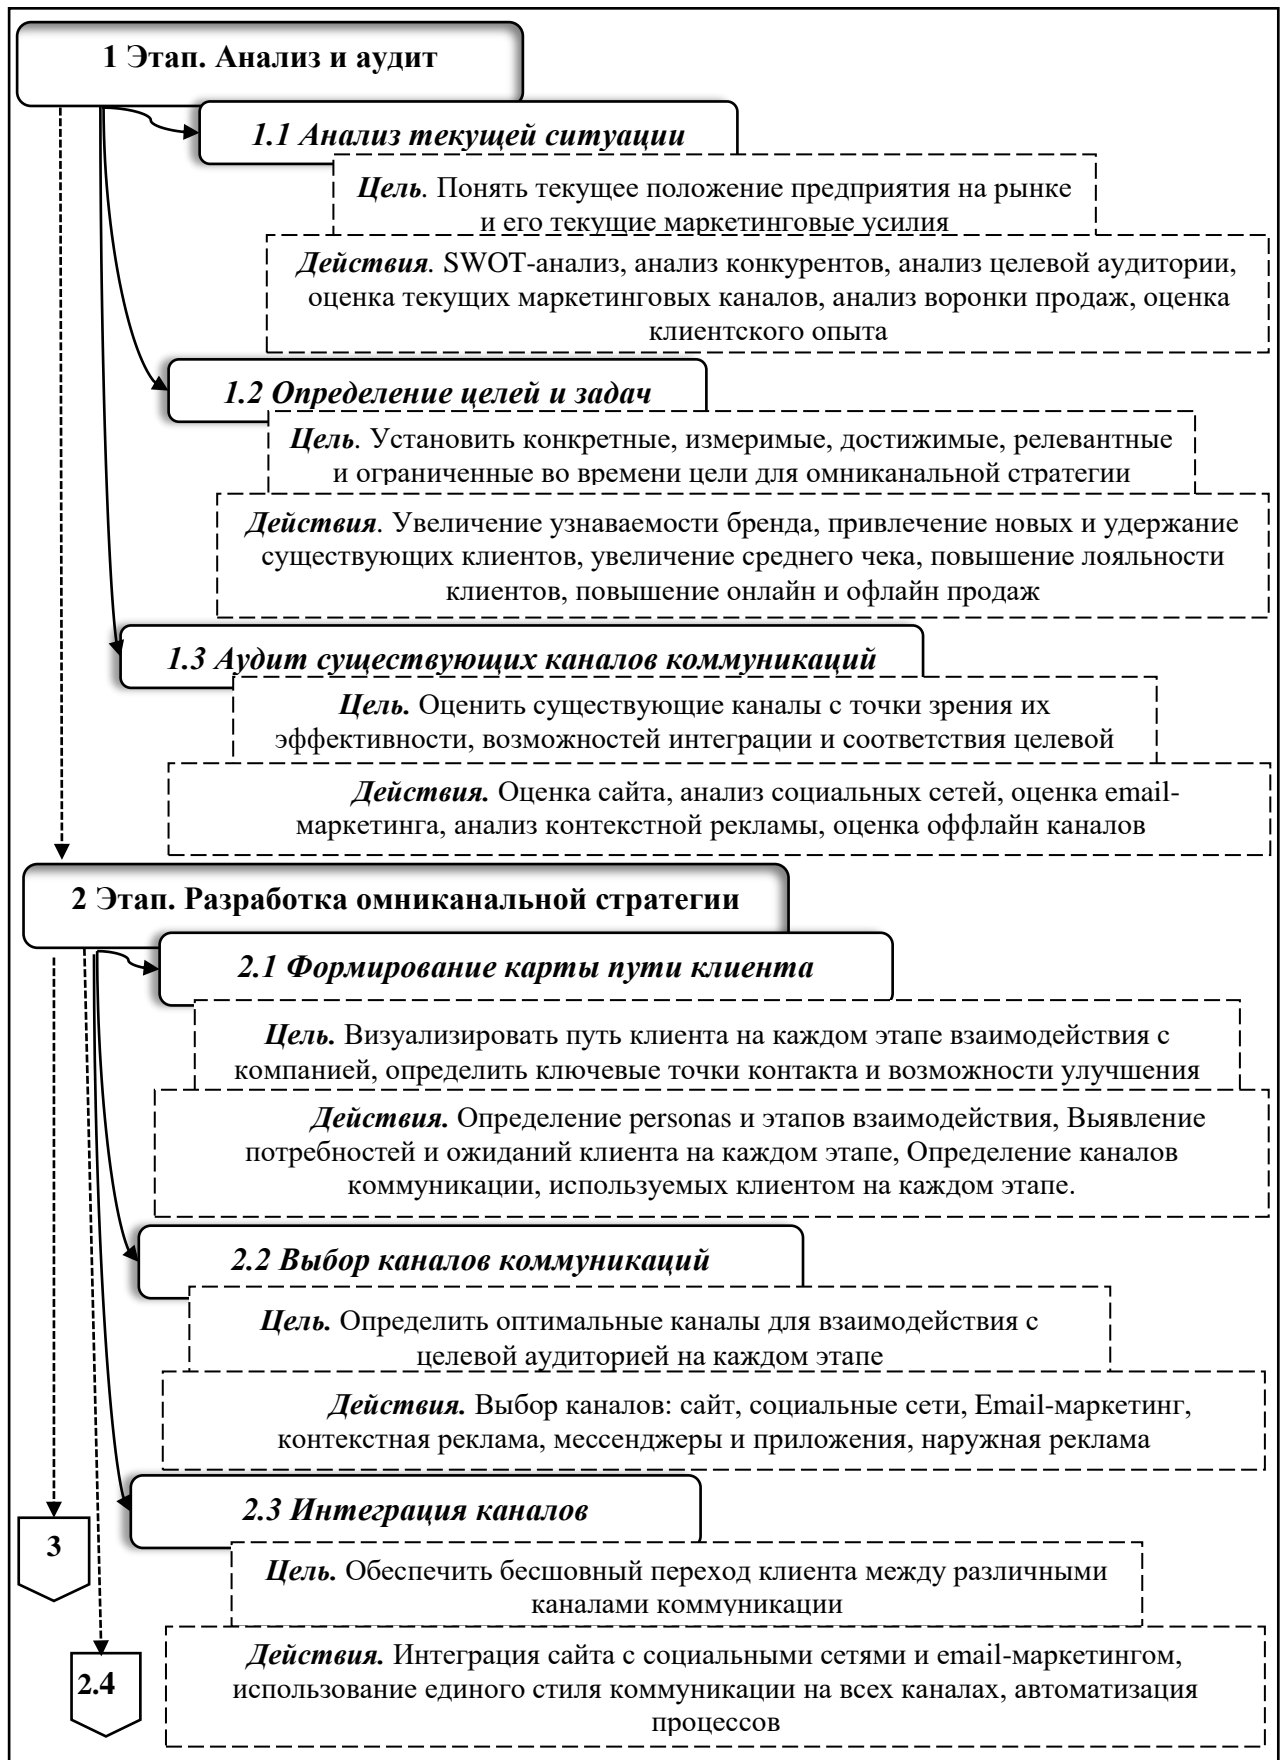 1 Этап. Анализ и аудит
1.1 Анализ текущей ситуации
Цель. Понять текущее положение предприятия на рынке
и его текущие маркетинговые усилия
Действия. SWOT-анализ, анализ конкурентов, анализ целевой аудитории,
оценка текущих маркетинговых каналов, анализ воронки продаж, оценка
клиентского опыта
1.2 Определение целей и задач
Цель. Установить конкретные, измеримые, достижимые, релевантные
и ограниченные во времени цели для омниканальной стратегии
Действия. Увеличение узнаваемости бренда, привлечение новых и удержание
существующих клиентов, увеличение среднего чека, повышение лояльности
клиентов, повышение онлайн и офлайн продаж
1.3 Аудит существующих каналов коммуникаций
Цель. Оценить существующие каналы с точки зрения их
эффективности, возможностей интеграции и соответствия целевой
Действия. Оценка сайта, анализ социальных сетей, оценка email-
маркетинга, анализ контекстной рекламы, оценка оффлайн каналов
2 Этап. Разработка омниканальной стратегии
2.1 Формирование карты пути клиента
Цель. Визуализировать путь клиента на каждом этапе взаимодействия с
компанией, определить ключевые точки контакта и возможности улучшения
Действия. Определение personas и этапов взаимодействия, Выявление
потребностей и ожиданий клиента на каждом этапе, Определение каналов
коммуникации, используемых клиентом на каждом этапе.
2.2 Выбор каналов коммуникаций
Цель. Определить оптимальные каналы для взаимодействия с
целевой аудиторией на каждом этапе
Действия. Выбор каналов: сайт, социальные сети, Email-маркетинг,
контекстная реклама, мессенджеры и приложения, наружная реклама
2.3 Интеграция каналов
3
Цель. Обеспечить бесшовный переход клиента между различными
каналами коммуникации
Действия. Интеграция сайта с социальными сетями и email-маркетингом,
использование единого стиля коммуникации на всех каналах, автоматизация
процессов
2.4